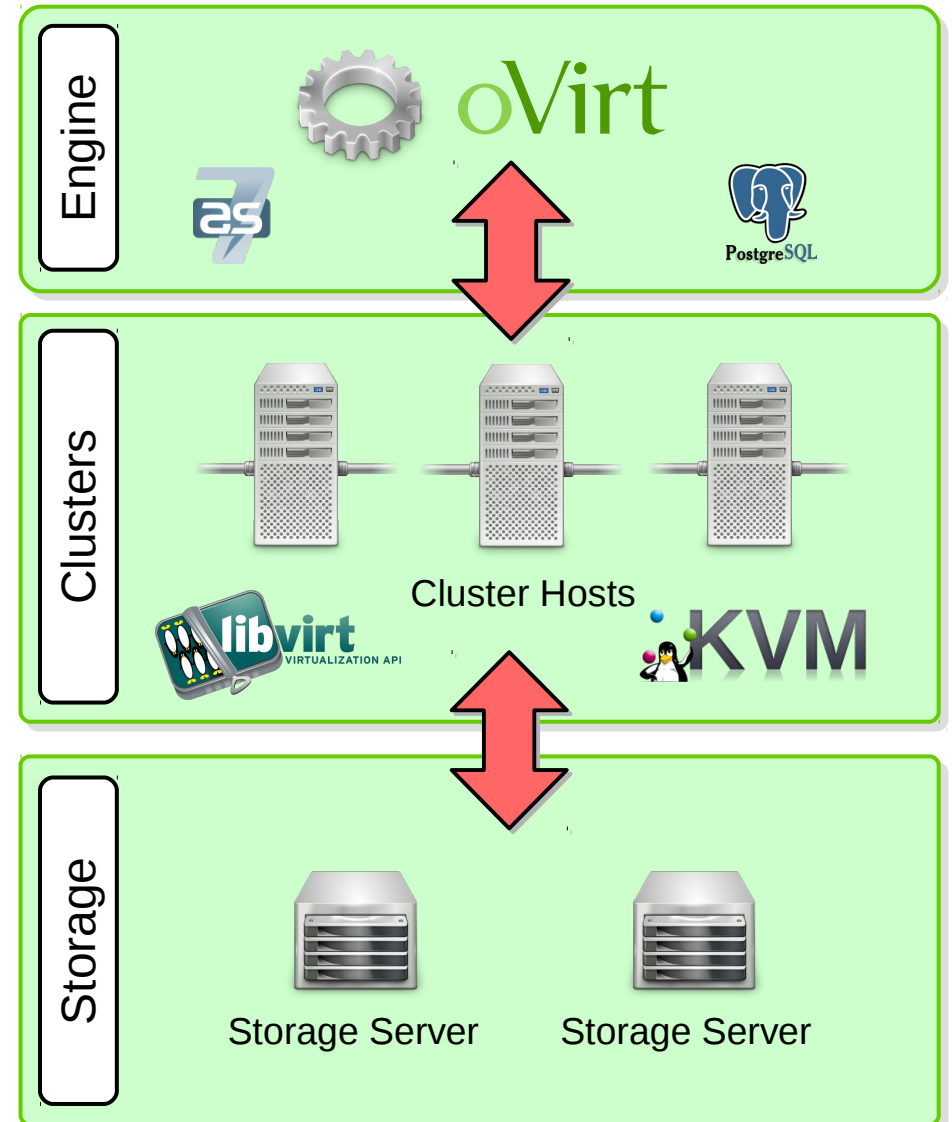 Engine
oVirt
as
7
PostgreSQL
Clusters
Cluster Hosts
libvirt
VIRTUALIZATION API
KVM
Storage
Storage Server
Storage Server